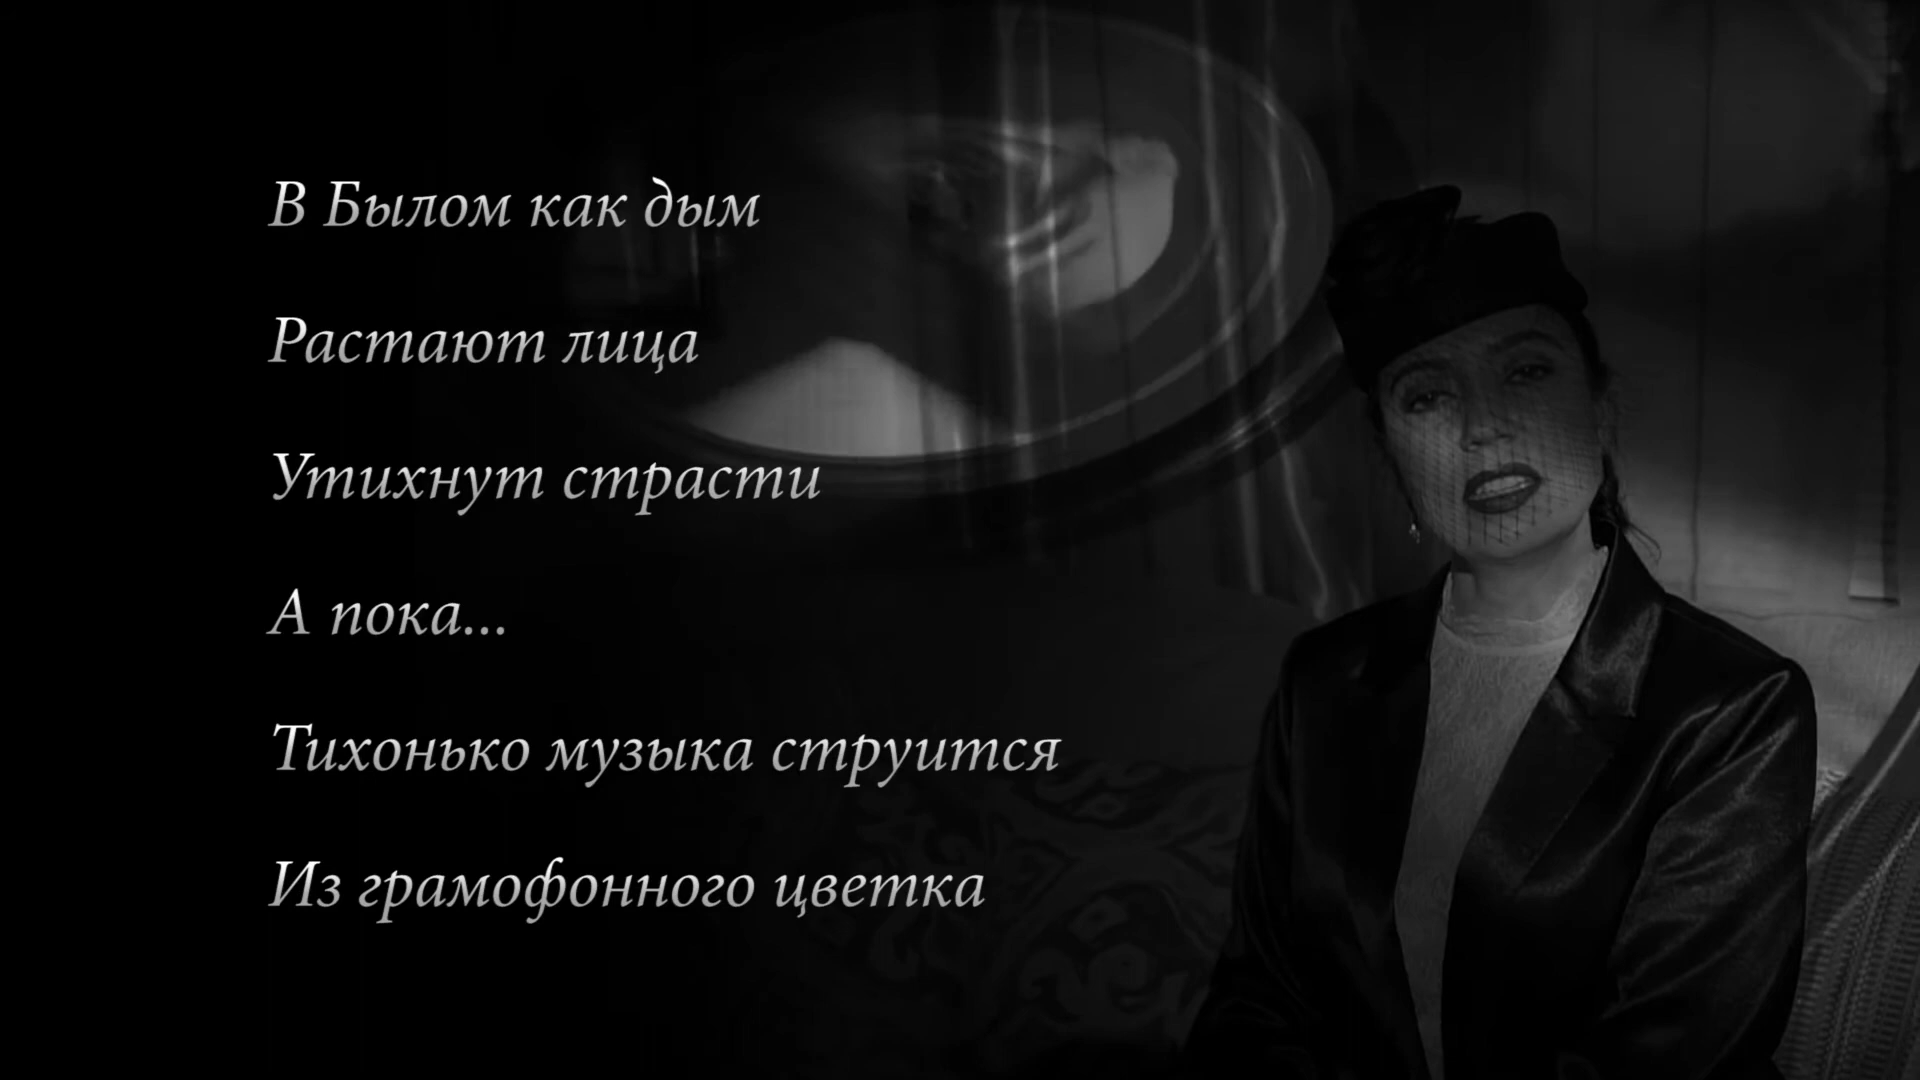 В Былом как дым
Растают лица
Утихнут страсти
А пока...
Тихонько музыка струится
Из грамофонного цветка